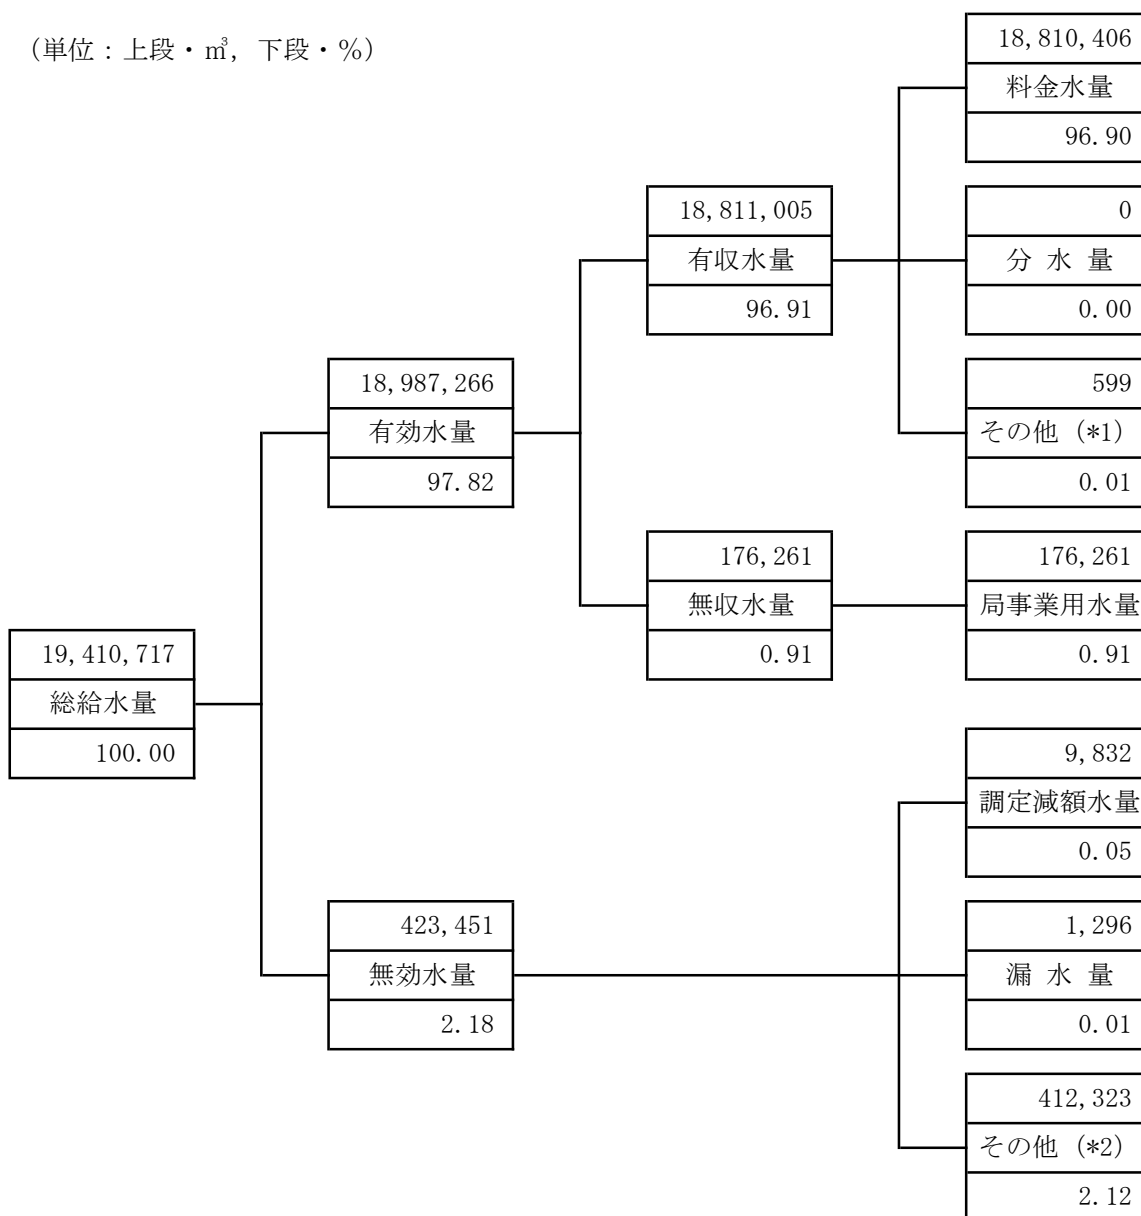 （単位：上段・㎥，下段・％）
18,810,406
料金水量
96.90
18,811,005
有収水量
96.91
0
分 水 量
0.00
18,987,266
有効水量
97.82
599
その他（*1）
0.01
176,261
無収水量
0.91
176,261
局事業用水量
0.91
19,410,717
総給水量
100.00
9,832
調定減額水量
0.05
423,451
無効水量
2.18
1,296
漏 水 量
0.01
412,323
その他（*2）
2.12